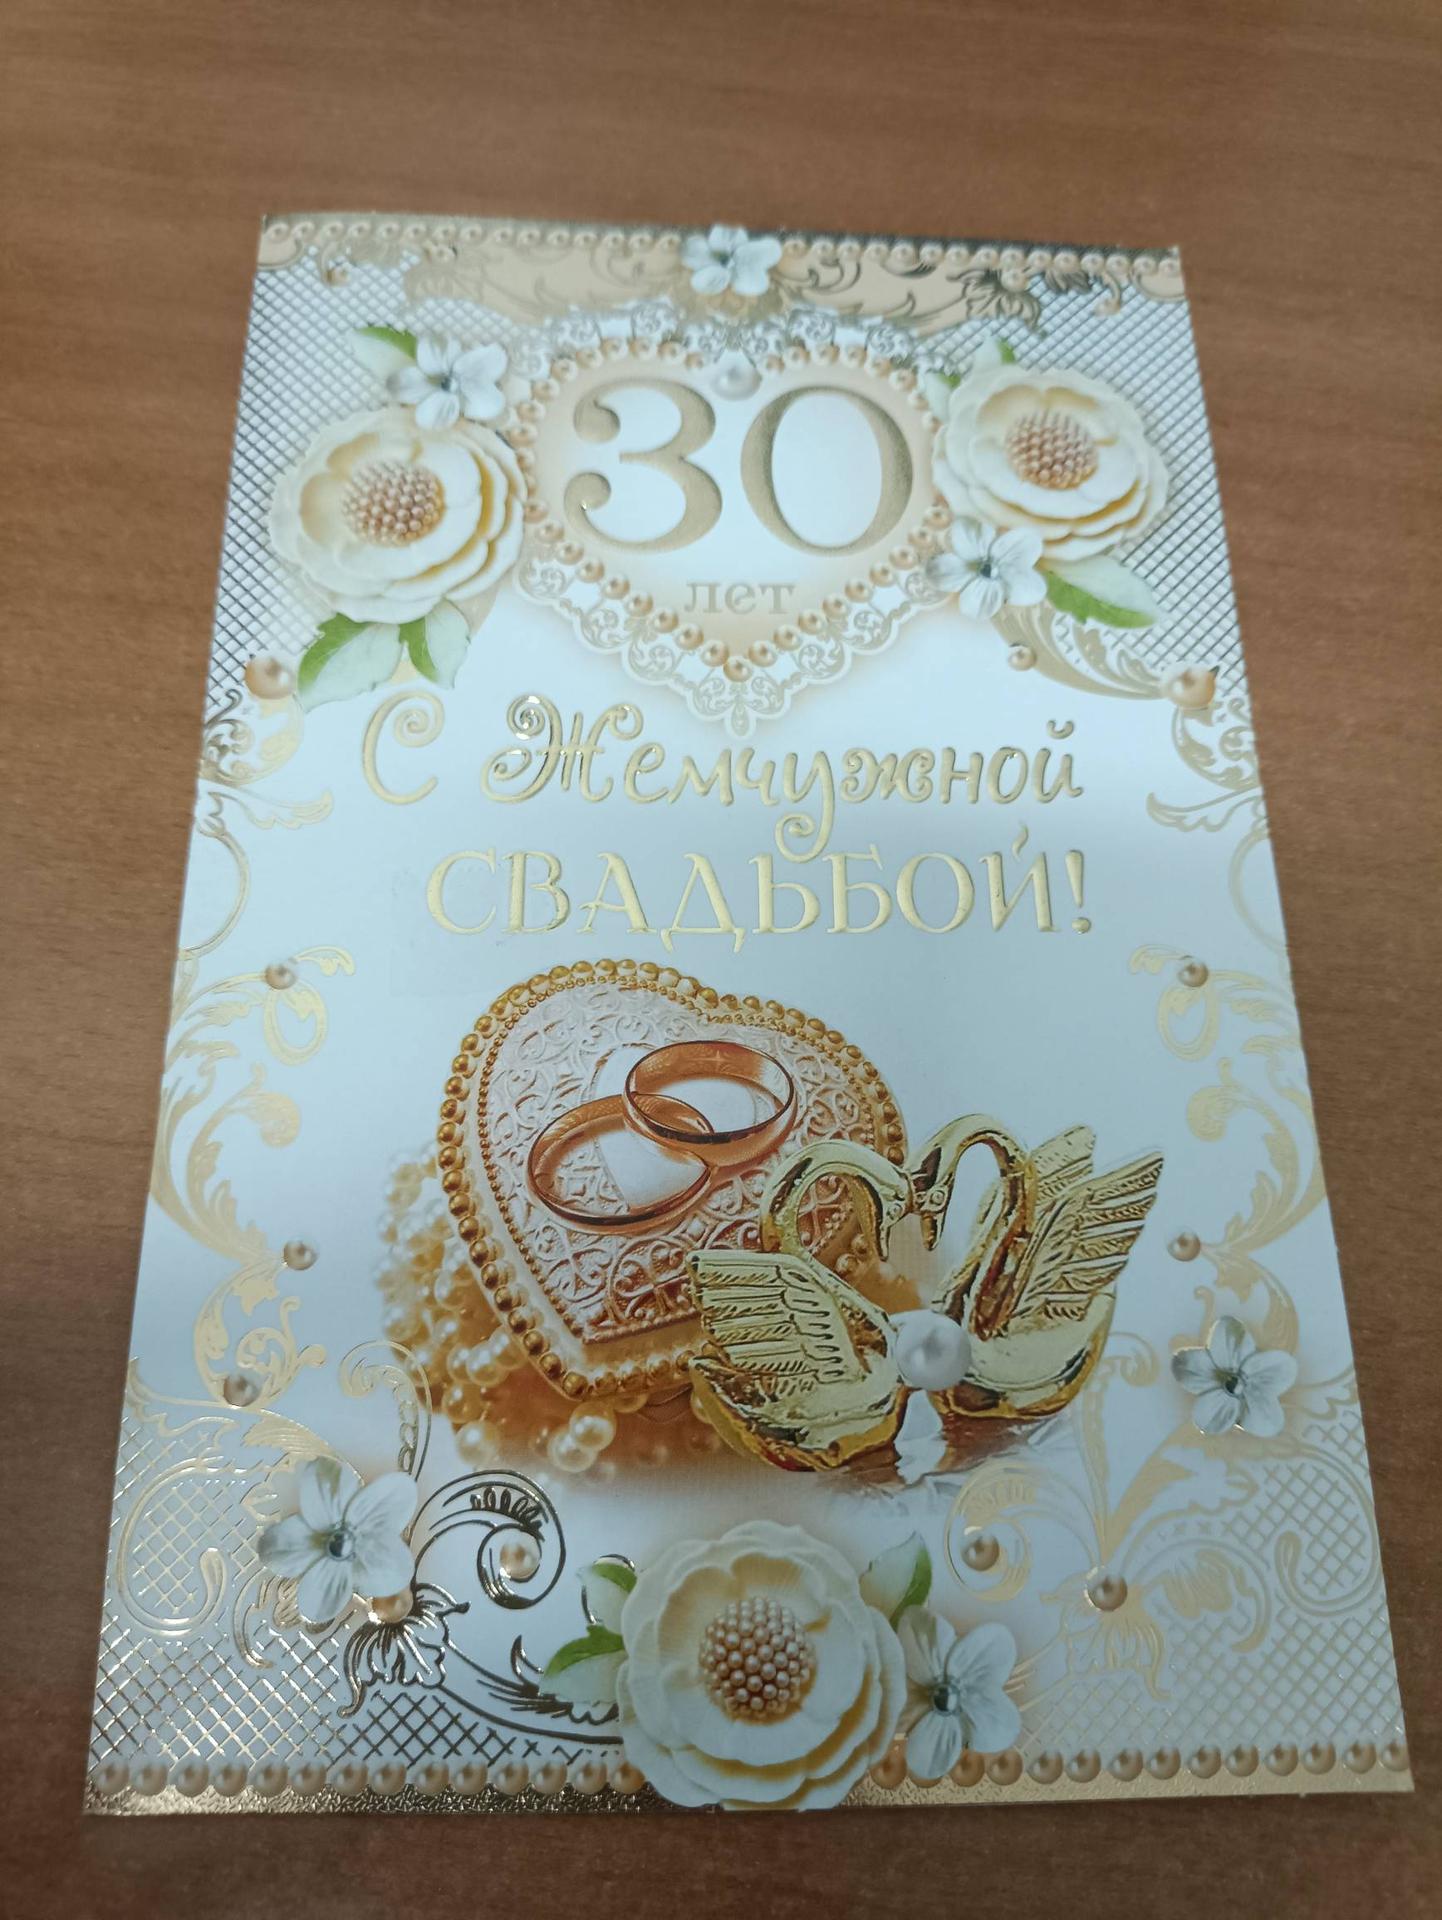 30
лет
С Жемчужной
СВАДЬБОЙ!